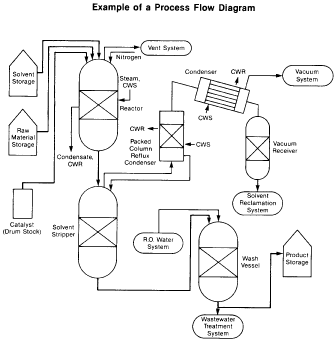 Example of a Process Flow Diagram
Vent System
Nitrogen
Solvent
Storage
Steam,
CWS
Reactor
Condenser
CWR
Vacuum
System
CWS
Raw
Material
Storage
CWR
Packed
Column
Reflux
Condenser
CWS
Vacuum
Receiver
Condensate,
CWR
Solvent
Reclamation
System
Catalyst
(Drum Stock)
Solvent
Stripper
R.O. Water
System
Wash
Vessel
Product
Storage
Wastewater
Treatment
System